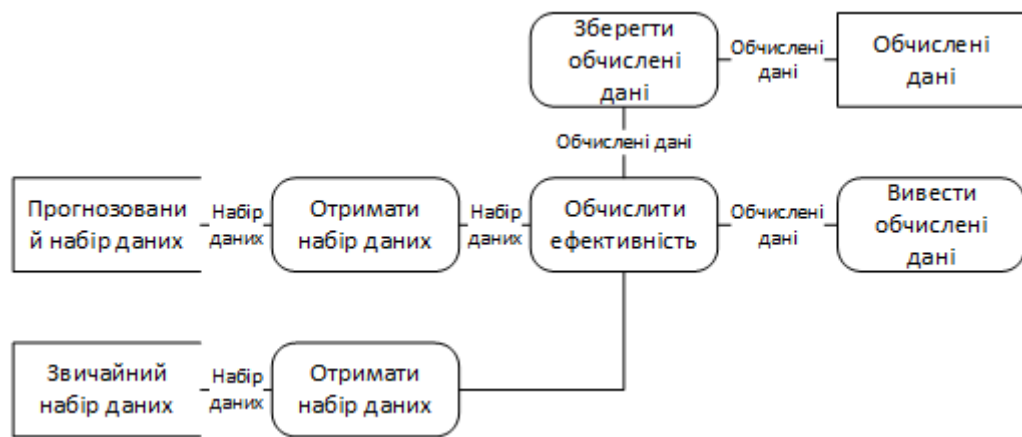 Зберегти
обчислені
дані
Обчислені
дані
Обчислені
дані
Обчислені дані
Прогнозовани
й набір даних
Набір
даних
Отримати
набір даних
Набір
даних
Обчислити
ефективність
Обчислені
дані
Вивести
обчислені
дані
Звичайний
набір даних
Набір
даних
Отримати
набір даних